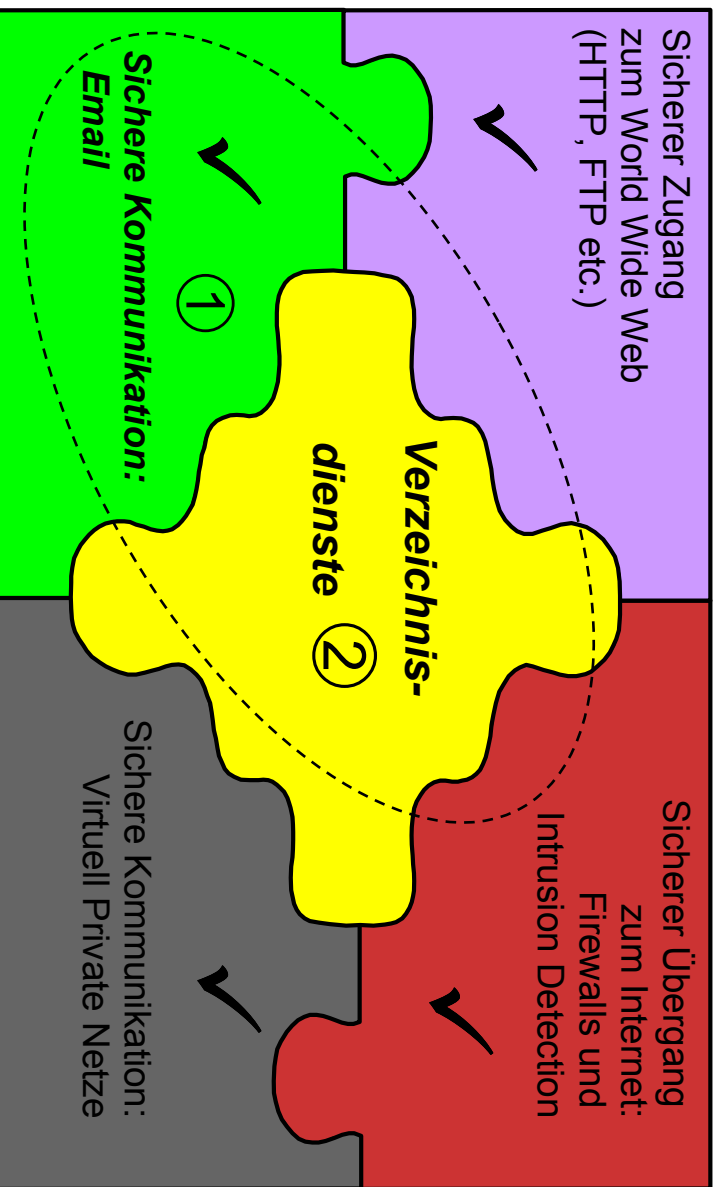 Sicherer Zugang
zum World Wide Web
(HTTP, FTP etc.)
Sicherer Übergang
zum Internet:
Firewalls und
Intrusion Detection
Verzeichnis-
dienste ②
①
Sichere Kommunikation:
Email
Sichere Kommunikation:
Virtuell Private Netze